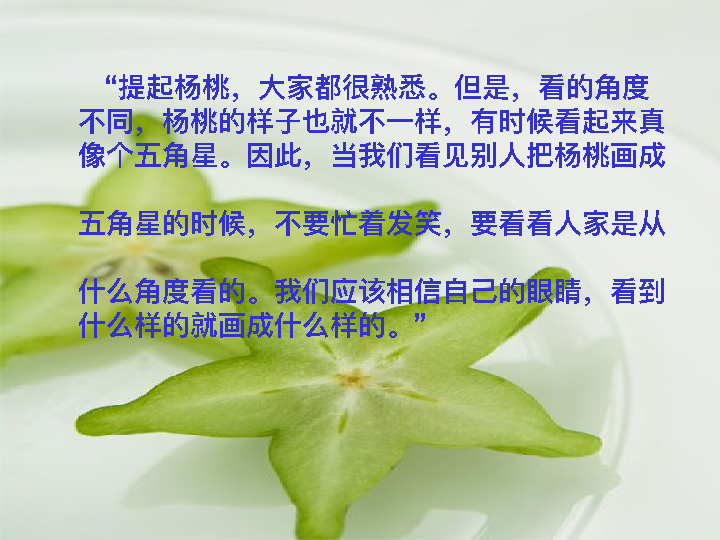 “提起杨桃，大家都很熟悉。但是，看的角度
不同，杨桃的样子也就不一样，有时候看起来真
像个五角星。因此，当我们看见别人把杨桃画成
五角星的时候，不要忙着发笑，要看看人家是从
什么角度看的。我们应该相信自己的眼睛，看到
什么样的就画成什么样的。”